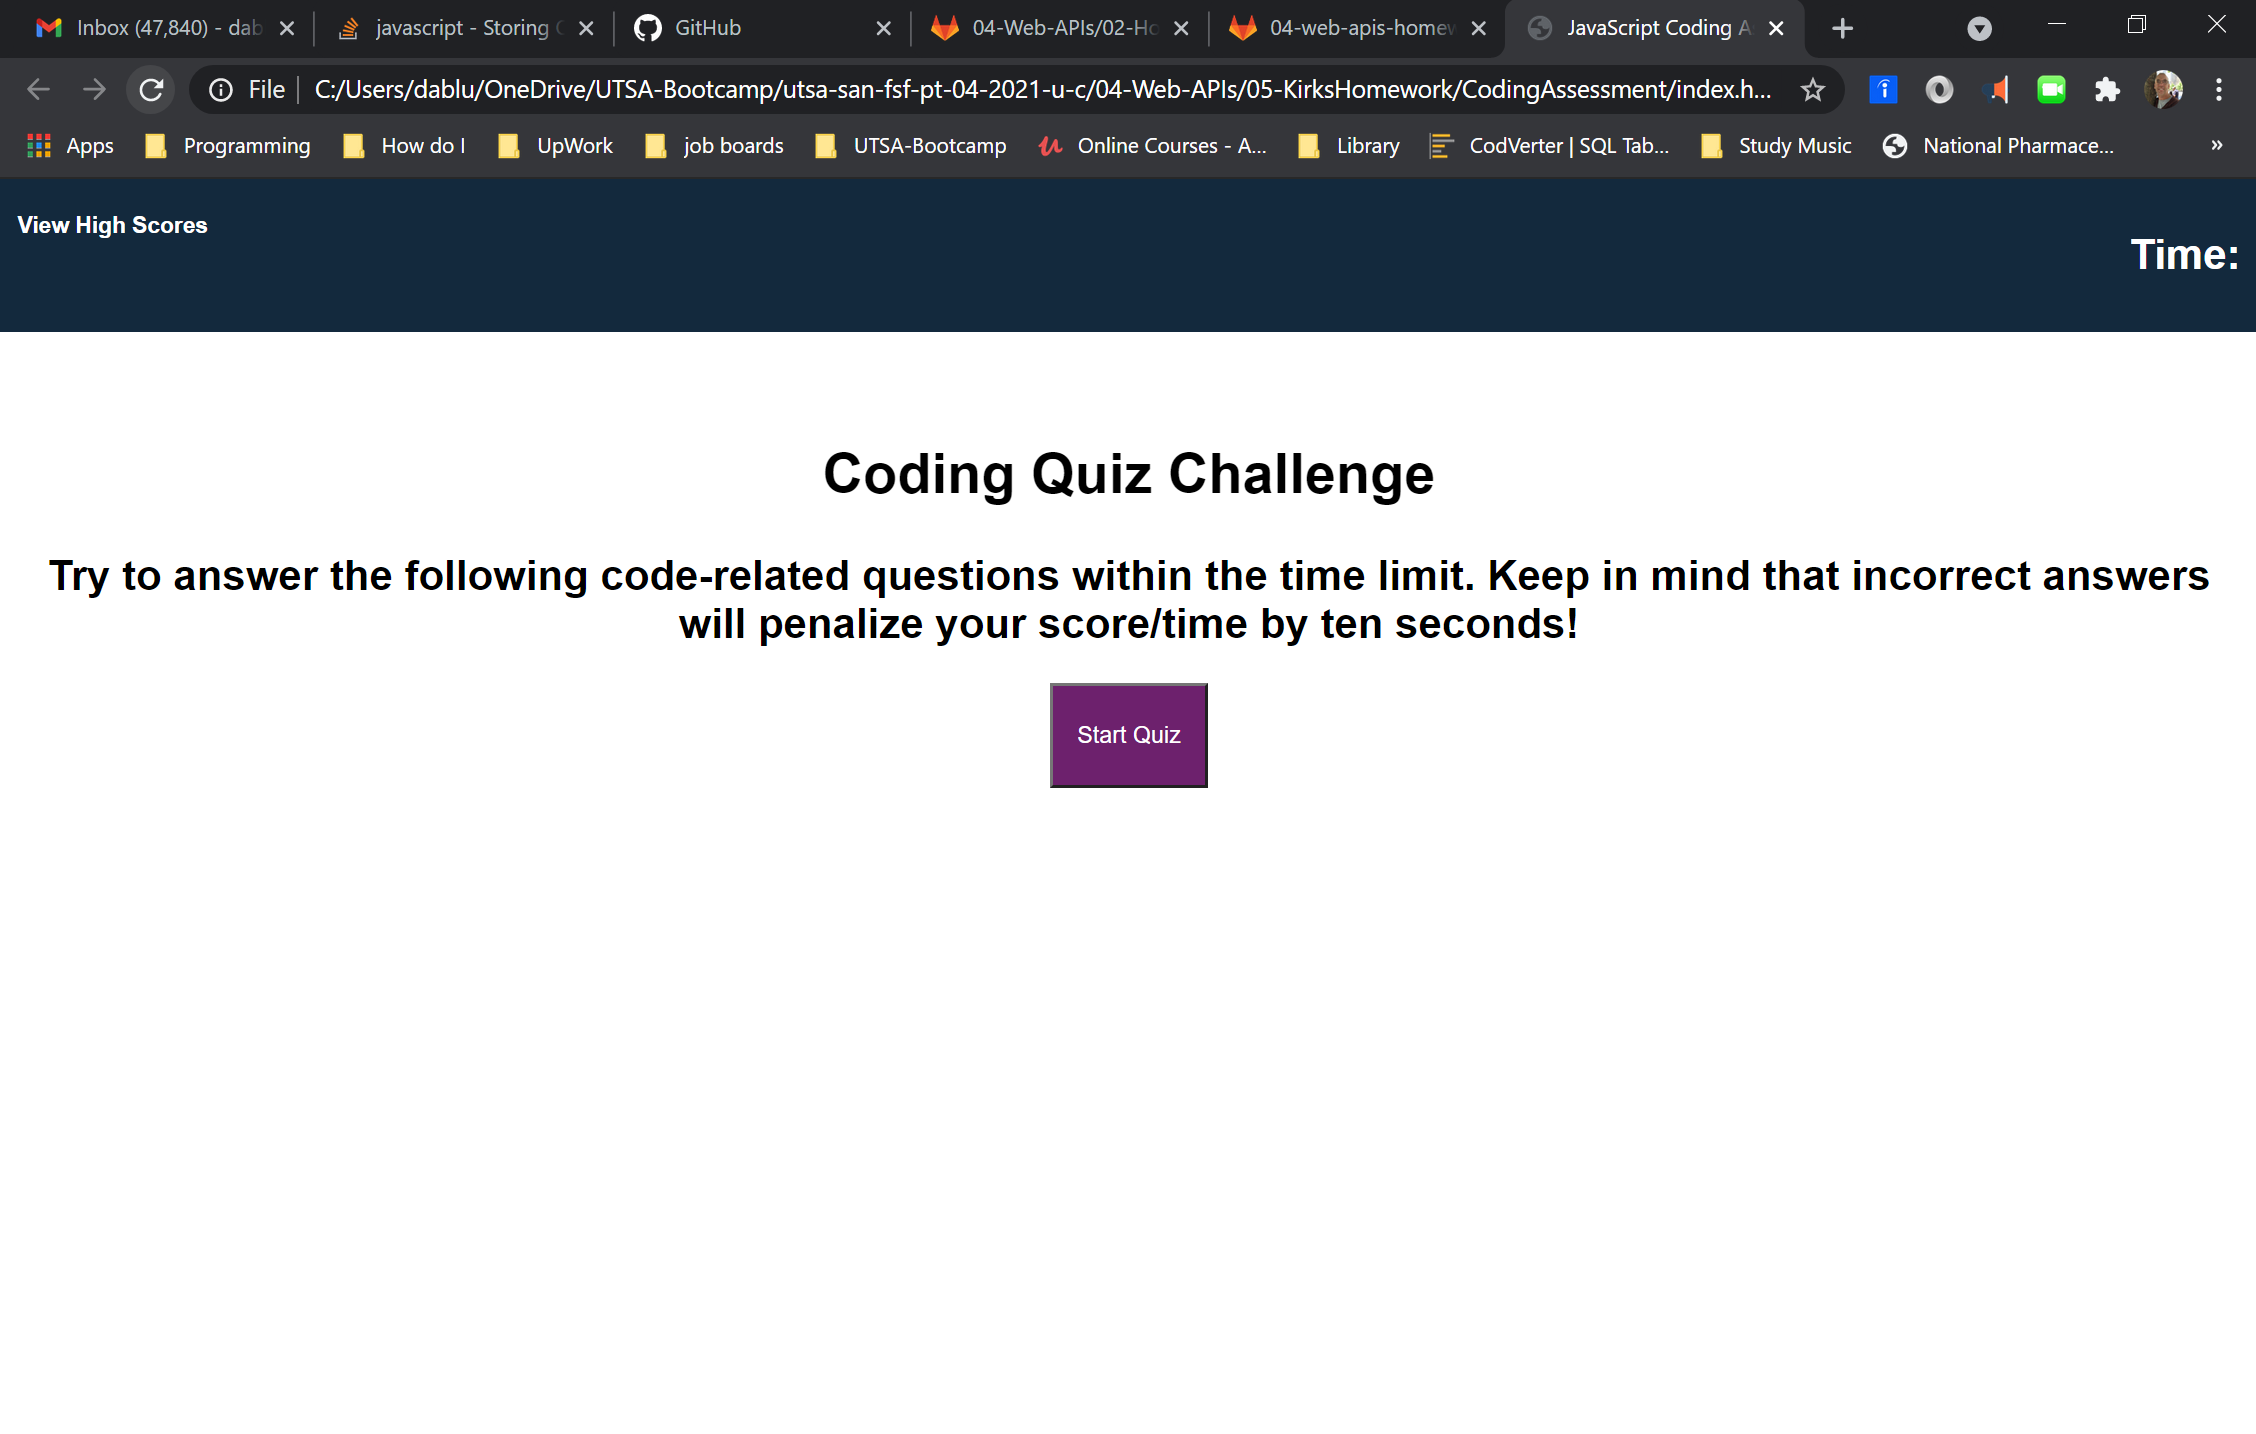 Inbox (47,840) - dab
javascript - Storing
GitHub
04-Web-APIs/02-Ho
04-web-apis-homew
JavaScript Coding A
File
C:/Users/dablu/OneDrive/UTSA-Bootcamp/utsa-san-fsf-pt-04-2021-u-c/04-Web-APIs/05-KirksHomework/CodingAssessment/index.h...
Apps
Programming
How do I
UpWork
job boards
UTSA-Bootcamp
Online Courses - A...
Library
CodVerter | SQL Tab...
Study Music
National Pharmace...
»
View High Scores
Time:
Coding Quiz Challenge
Try to answer the following code-related questions within the time limit. Keep in mind that incorrect answers
will penalize your score/time by ten seconds!
Start Quiz